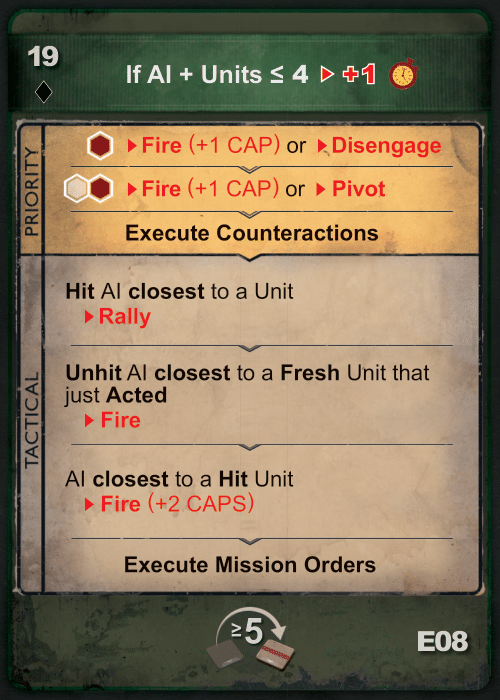 19
If AI + Units ≤ 4 +1
PRIORITY
Fire (+1 CAP) or Disengage
Fire (+1 CAP) or Pivot
Execute Counteractions
TACTICAL
Hit AI closest to a Unit
Rally
Unhit AI closest to a Fresh Unit that
just Acted
Fire
AI closest to a Hit Unit
Fire (+2 CAPS)
Execute Mission Orders
≥5
E08